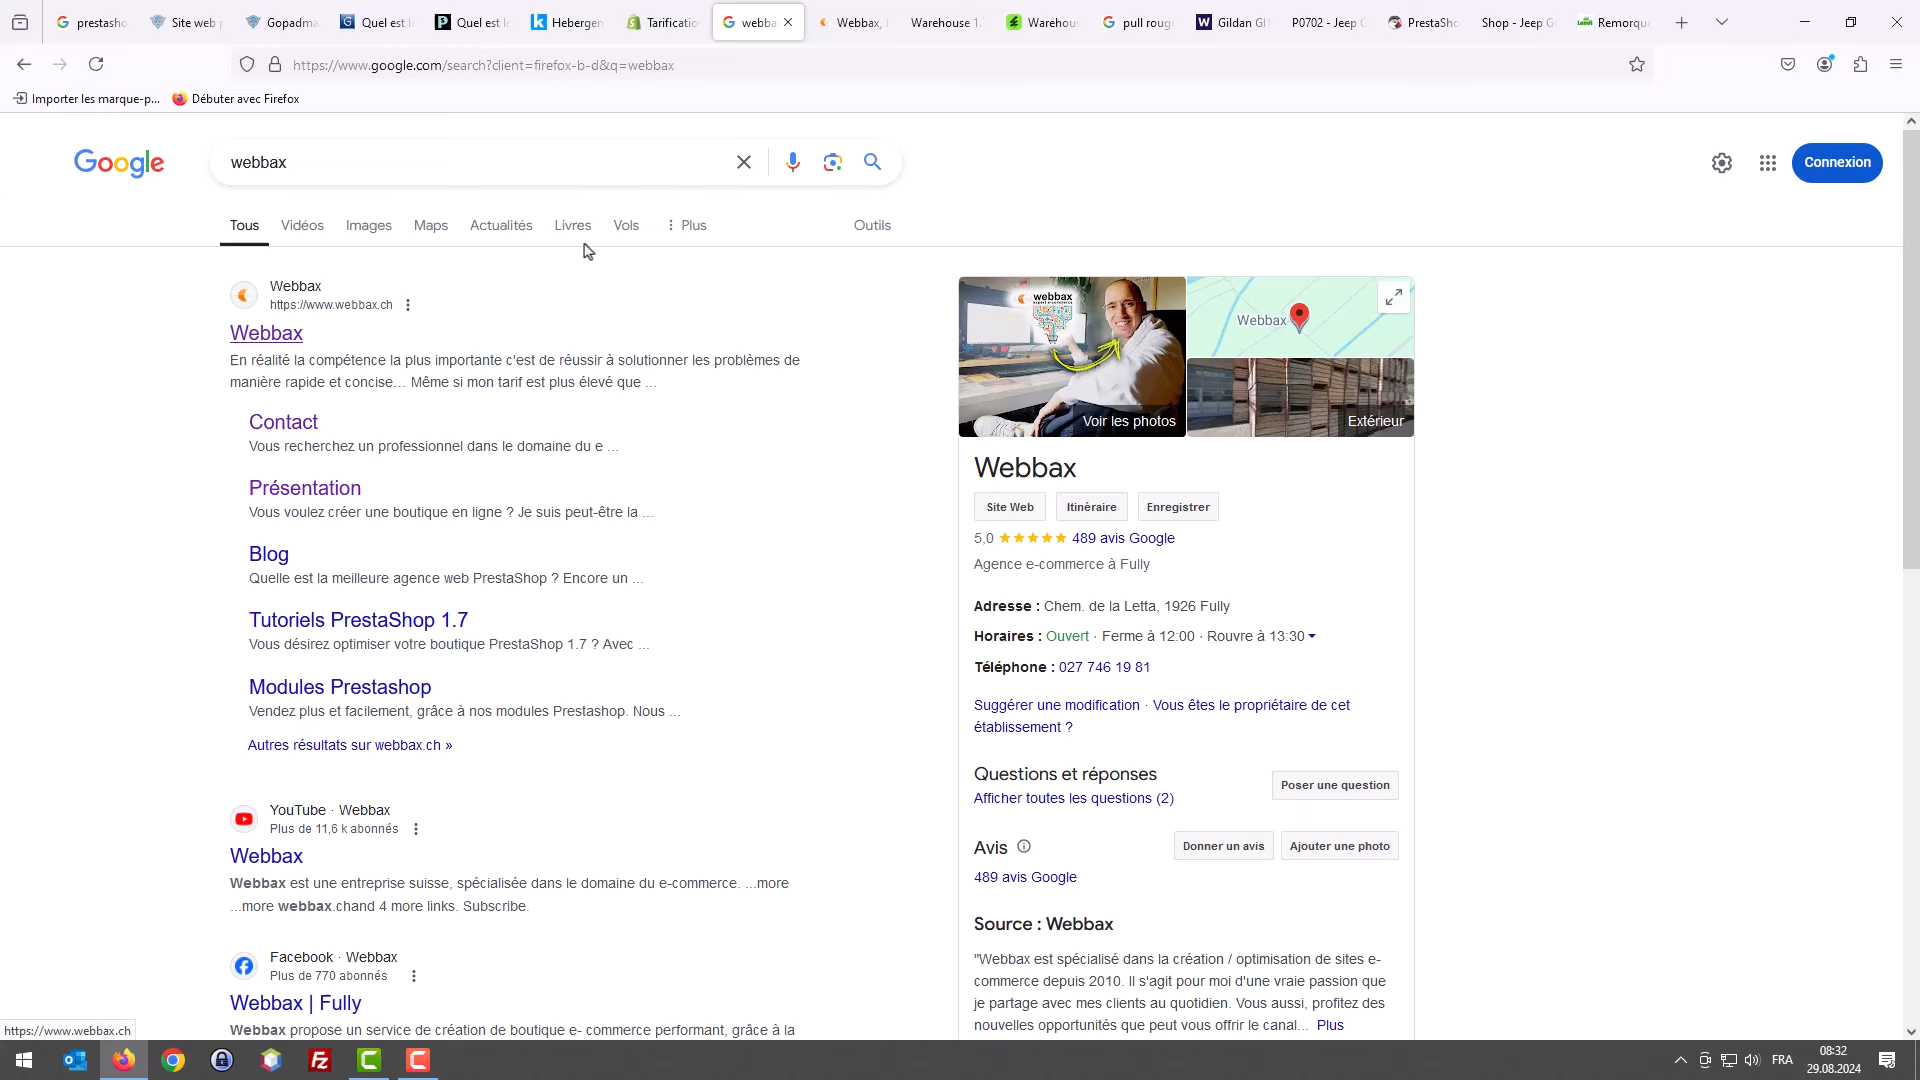 prestasho
Site web p
Gopadma
Quel est le
Quel est le
Hebergem
Tarification
webba
Webbax,
Warehouse 1.
Warehous
pull rouge
Gildan GI
P0702 - Jeep C
PrestaSho
Shop - Jeep G
Remorque
https://www.google.com/search?client=firefox-b-d&q=webbax
Importer les marque-p...
Débuter avec Firefox
Google
webbax
Connexion
Tous
Vidéos
Images
Maps
Actualités
Livres
Vols
Plus
Outils
Webbax
https://www.webbax.ch
Webbax
En réalité la compétence la plus importante c'est de réussir à solutionner les problèmes de
manière rapide et concise… Même si mon tarif est plus élevé que ...
Contact
Vous recherchez un professionnel dans le domaine du e ...
Présentation
Vous voulez créer une boutique en ligne ? Je suis peut-être la ...
Blog
Quelle est la meilleure agence web PrestaShop ? Encore un ...
Tutoriels PrestaShop 1.7
Vous désirez optimiser votre boutique PrestaShop 1.7 ? Avec ...
Modules Prestashop
Vendez plus et facilement, grâce à nos modules Prestashop. Nous ...
Autres résultats sur webbax.ch »
YouTube · Webbax
Plus de 11,6 k abonnés
Webbax
Webbax est une entreprise suisse, spécialisée dans le domaine du e-commerce. ...more
...more webbax.chand 4 more links. Subscribe.
Facebook · Webbax
Plus de 770 abonnés
Webbax | Fully
Webbax propose un service de création de boutique e- commerce performant, grâce à la
webbax
expert e-commerce
Voir les photos
Webbax
Extérieur
Webbax
Site Web
Itinéraire
Enregistrer
5,0
489 avis Google
Agence e-commerce à Fully
Adresse : Chem. de la Letta, 1926 Fully
Horaires : Ouvert · Ferme à 12:00 · Rouvre à 13:30
Téléphone : 027 746 19 81
Suggérer une modification · Vous êtes le propriétaire de cet
établissement ?
Questions et réponses
Afficher toutes les questions (2)
Poser une question
Avis
Donner un avis
Ajouter une photo
489 avis Google
Source : Webbax
"Webbax est spécialisé dans la création / optimisation de sites e-
commerce depuis 2010. Il s'agit pour moi d'une vraie passion que
je partage avec mes clients au quotidien. Vous aussi, profitez des
nouvelles opportunités que peut vous offrir le canal... Plus
https://www.webbax.ch
FRA
08:32
29.08.2024